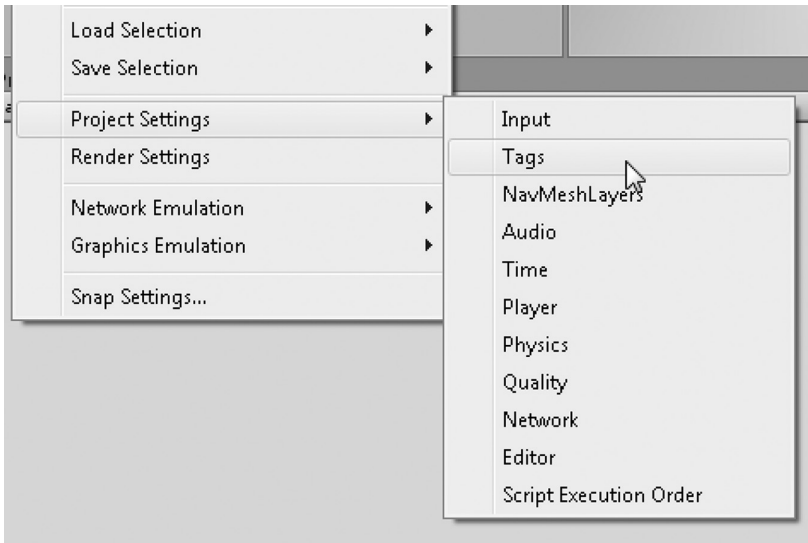 Load Selection
Save Selection
Project Settings
Render Settings
Network Emulation
Graphics Emulation
Snap Settings...
Input
Tags
NavMeshLayers
Audio
Time
Player
Physics
Quality
Network
Editor
Script Execution Order